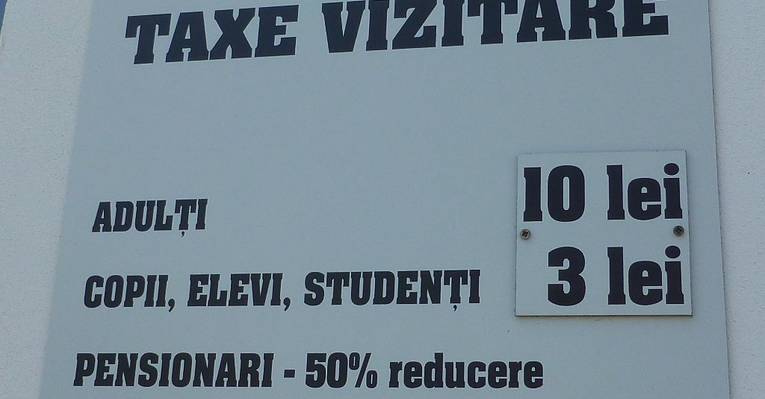 TAXE VIZITARE
ADULȚI 10 lei
COPII, ELEVI, STUDENȚI 3 lei
PENSIONARI - 50% reducere